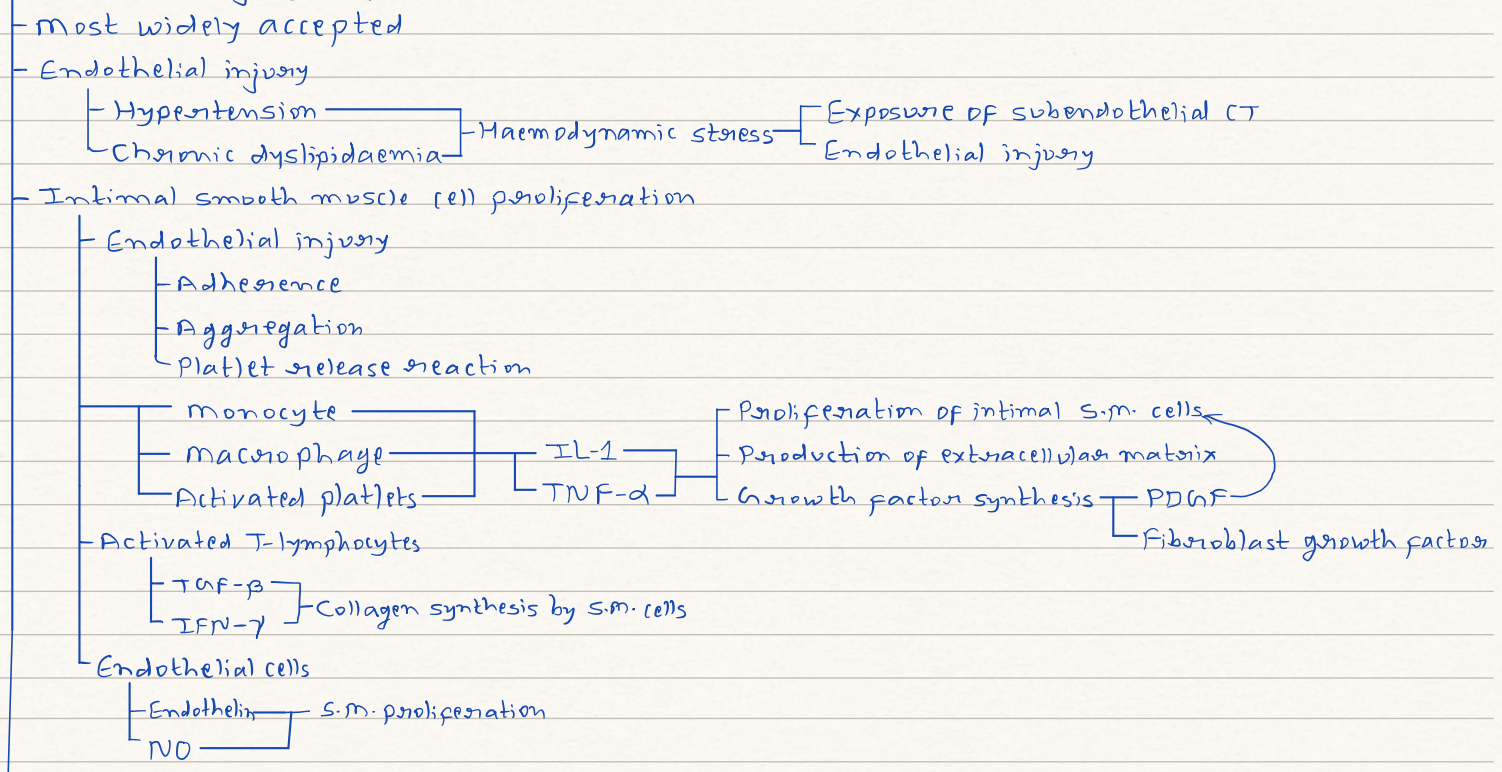 - Most widely accepted
- Endothelial injury
Hypertension
Haemodynamic stress
Exposure of subendothelial CT
Chronic dyslipidaemia
Endothelial injury
- Intimal smooth muscle cell proliferation
Endothelial injury
Adherence
Aggregation
Platlet release reaction
Monocyte
Proliferation of intimal S.M. cells
Macrophage
IL-1
Production of extracellular matrix
Activated platlets
TNF-α
Growth factor synthesis
PDGF
Fibroblast growth factor
Activated T-lymphocytes
TGF-β
Collagen synthesis by S.M. cells
IFN-γ
Endothelial cells
Endothelin
S.M. proliferation
NO